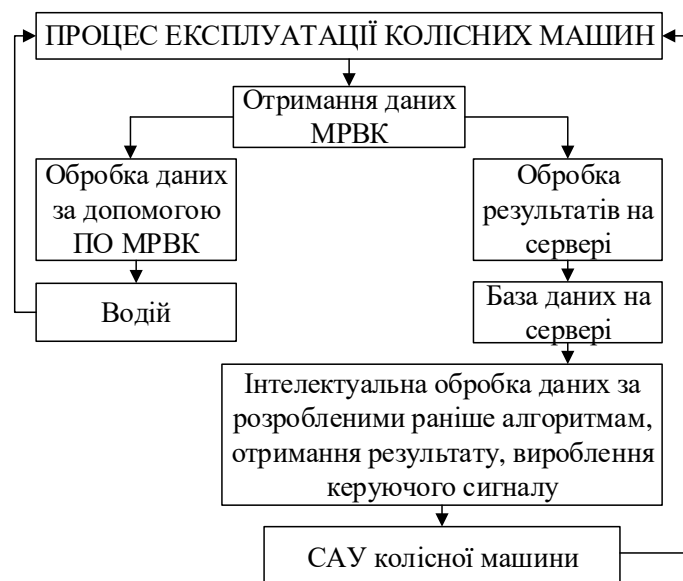 ПРОЦЕС ЕКСПЛУАТАЦІЇ КОЛІСНИХ МАШИН
Отримання даних
МРВК
Обробка даних
за допомогою
ПО МРВК
Водій
Обробка
результатів на
сервері
База даних на
сервері
Інтелектуальна обробка даних за
розробленими раніше алгоритмам,
отримання результату, вироблення
керуючого сигналу
САУ колісної машини